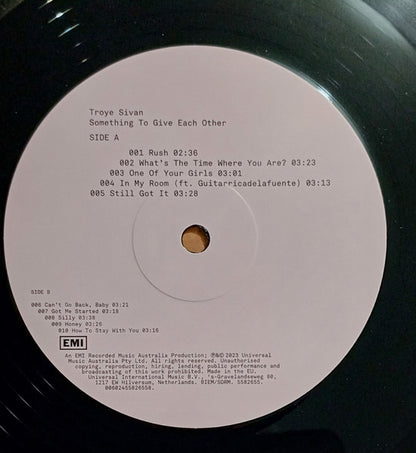 Troye Sivan
Something To Give Each Other
SIDE A
001 Rush 02:36
002 What's The Time Where You Are? 03:23
003 One Of Your Girls 03:01
004 In My Room (ft. Guitarricadelafuente) 03:13
005 Still Got It 03:28
SIDE B
006 Can't Go Back, Baby 03:21
007 Got Me Started 03:18
008 Silly 03:38
009 Honey 03:25
010 How To Stay With You 03:16
EMI
An EMI Recorded Music Australia Production; ℗&© 2023 Universal
Music Australia Pty Ltd. All rights reserved. Unauthorised
copying, reproduction, hiring, lending, public performance and
broadcasting of this work prohibited. Made in the EU.
Universal International Music B.V., 's-Gravelandseweg 80,
1217 EW Hilversum, Netherlands. BIEM/SDRM. 5582655.
00602455826558.